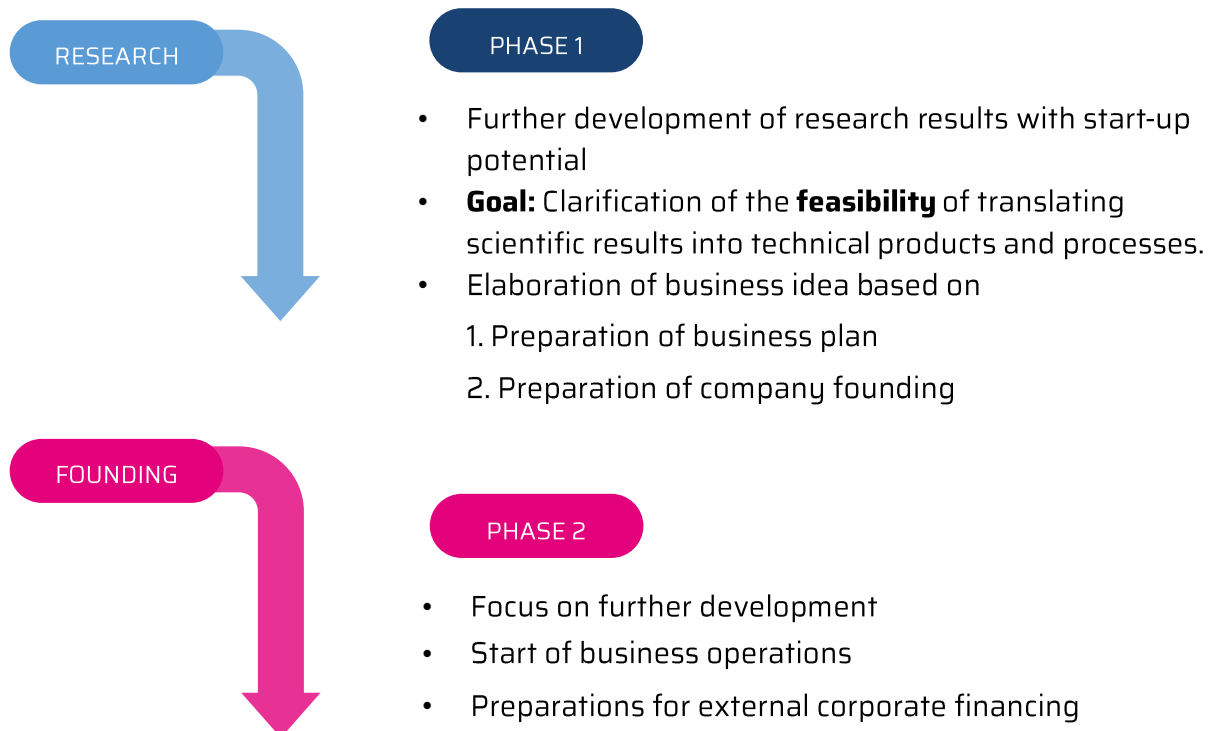 RESEARCH
PHASE 1
• Further development of research results with start-up
potential
• Goal: Clarification of the feasibility of translating
scientific results into technical products and processes.
• Elaboration of business idea based on
1. Preparation of business plan
2. Preparation of company founding
FOUNDING
PHASE 2
• Focus on further development
• Start of business operations
• Preparations for external corporate financing